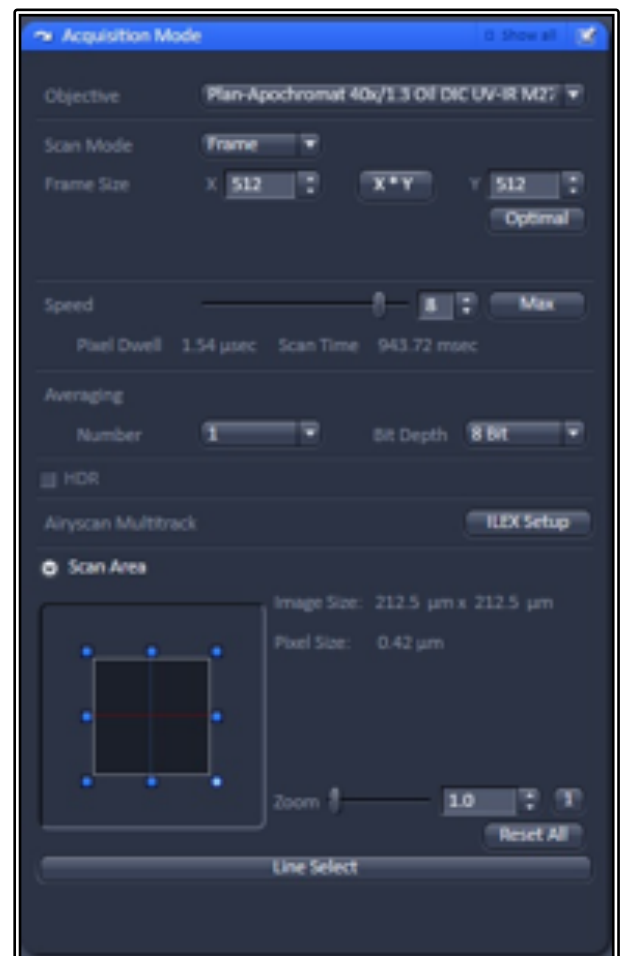 Acquisition Mode Show all
Objective Plan-Apochromat 40x/1.3 Oil DIC UV-IR M27
Scan Mode Frame
Frame Size X 512 X * Y Y 512
Optimal
Speed 8 Max
Pixel Dwell 1.54 µsec Scan Time 943.72 msec
Averaging
Number 1 Bit Depth 8 Bit
HDR
Airyscan Multitrack ILEX Setup
Scan Area
Image Size: 212.5 µm x 212.5 µm
Pixel Size: 0.42 µm
Zoom 1.0 1
Reset All
Line Select